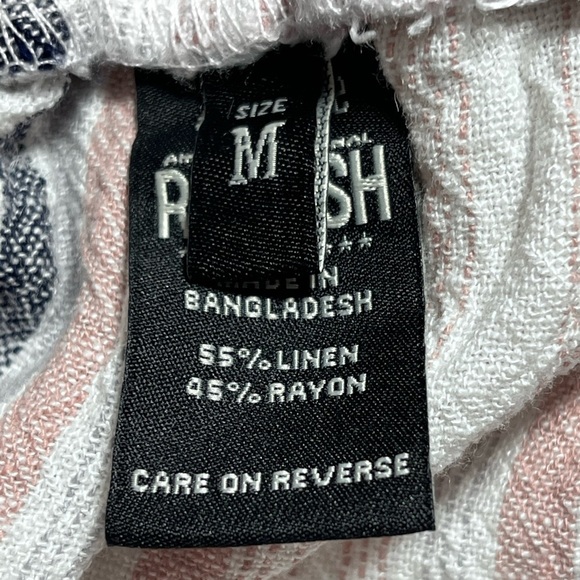 SIZE
M
MADE IN
BANGLADESH
55% LINEN
45% RAYON
CARE ON REVERSE